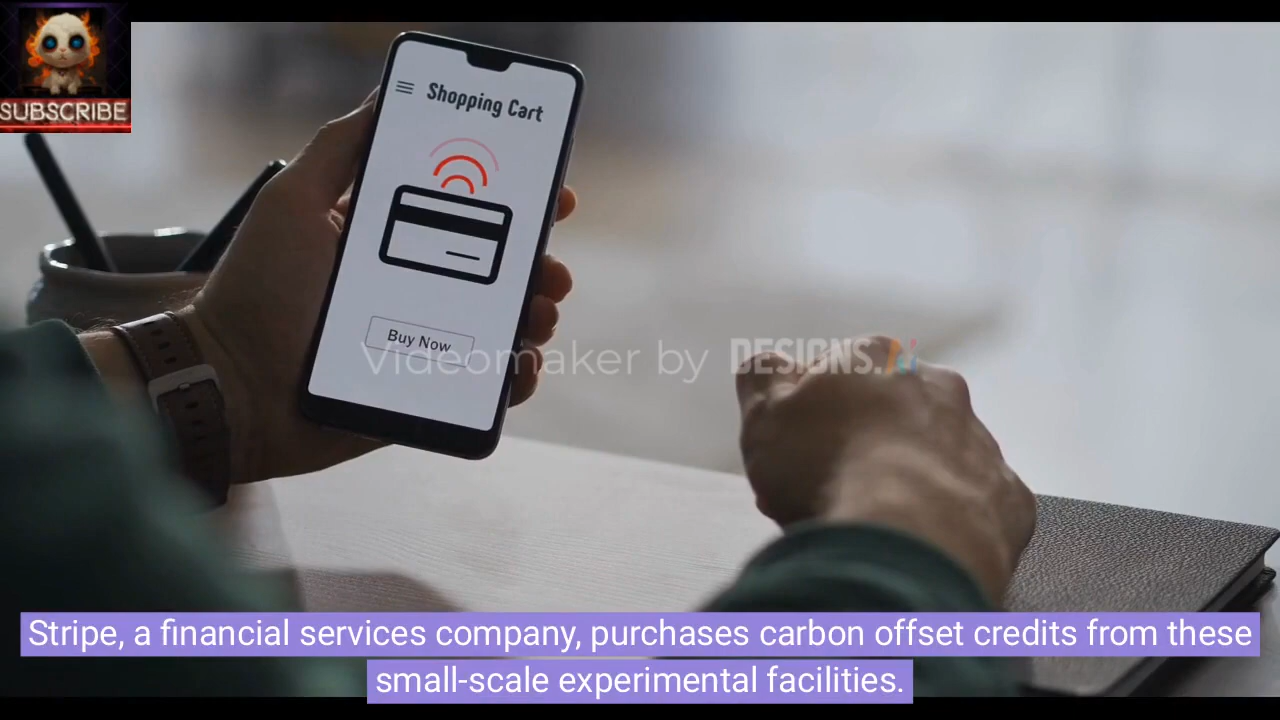 SUBSCRIBE
Shopping Cart
Buy Now
Videomaker by DESIGNS.AI
Stripe, a financial services company, purchases carbon offset credits from these
small-scale experimental facilities.